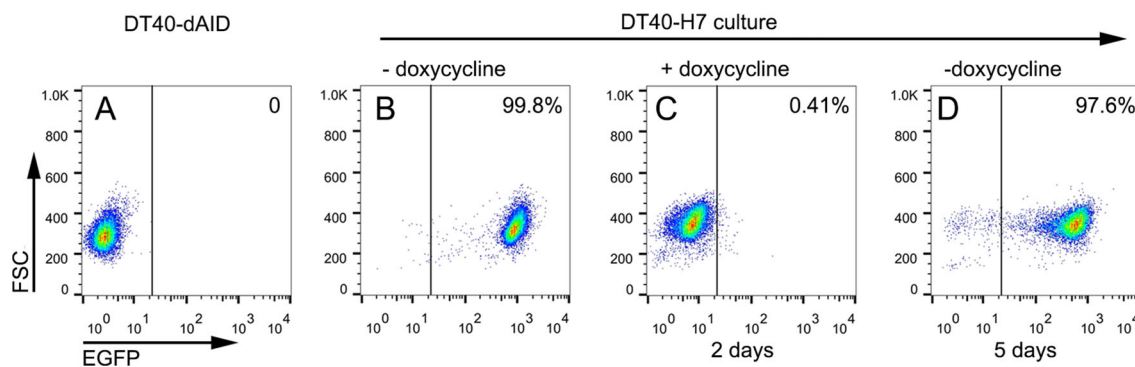 DT40-dAID
DT40-H7 culture
- doxycycline
+ doxycycline
-doxycycline
A
0
B
99.8%
C
0.41%
D
97.6%
1.0K
800
600
400
200
0
1.0K
800
600
400
200
0
1.0K
800
600
400
200
0
1.0K
800
600
400
200
0
FSC
10^0 10^1 10^2 10^3 10^4
10^0 10^1 10^2 10^3 10^4
10^0 10^1 10^2 10^3 10^4
10^0 10^1 10^2 10^3 10^4
EGFP
2 days
5 days